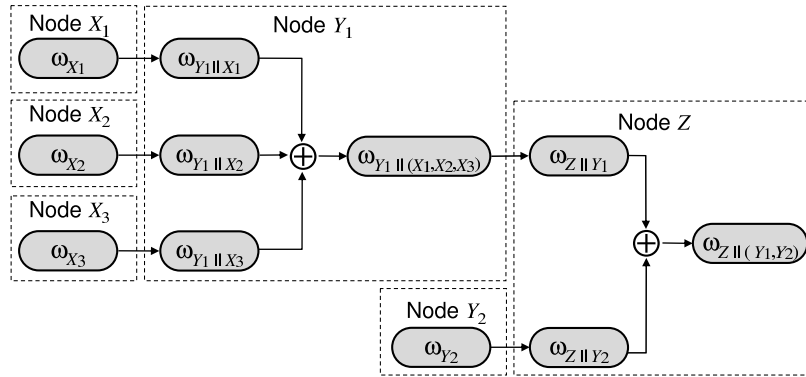 Node X1
ωX1
Node X2
ωX2
Node X3
ωX3
Node Y1
ωY1||X1
ωY1||X2
ωY1||X3
ωY1||(X1,X2,X3)
Node Y2
ωY2
Node Z
ωZ||Y1
ωZ||Y2
ωZ||(Y1,Y2)